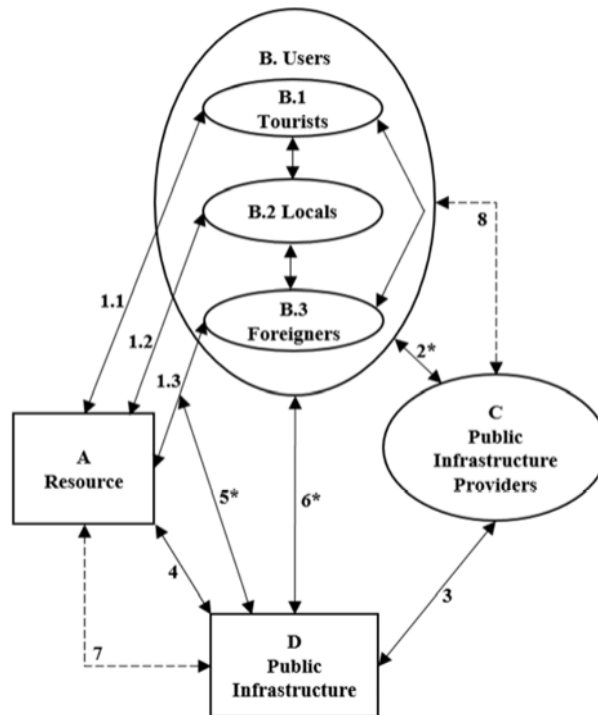 B. Users
B.1
Tourists
B.2 Locals
8
1.1
1.2
B.3
Foreigners
2*
1.3
A
Resource
C
Public
Infrastructure
Providers
5*
6*
4
3
7
D
Public
Infrastructure